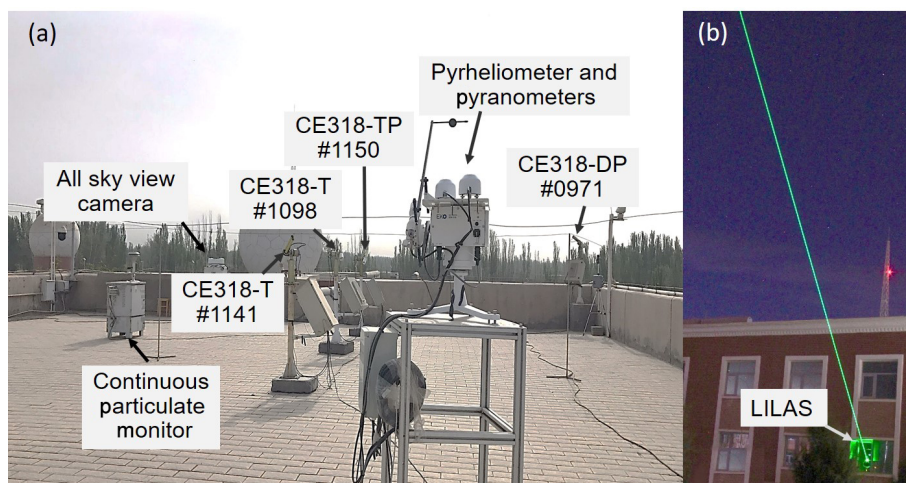 (a)
(b)
Pyrheliometer and
pyranometers
CE318-TP
#1150
CE318-DP
#0971
All sky view
camera
CE318-T
#1098
CE318-T
#1141
Continuous
particulate
monitor
LILAS
EKO